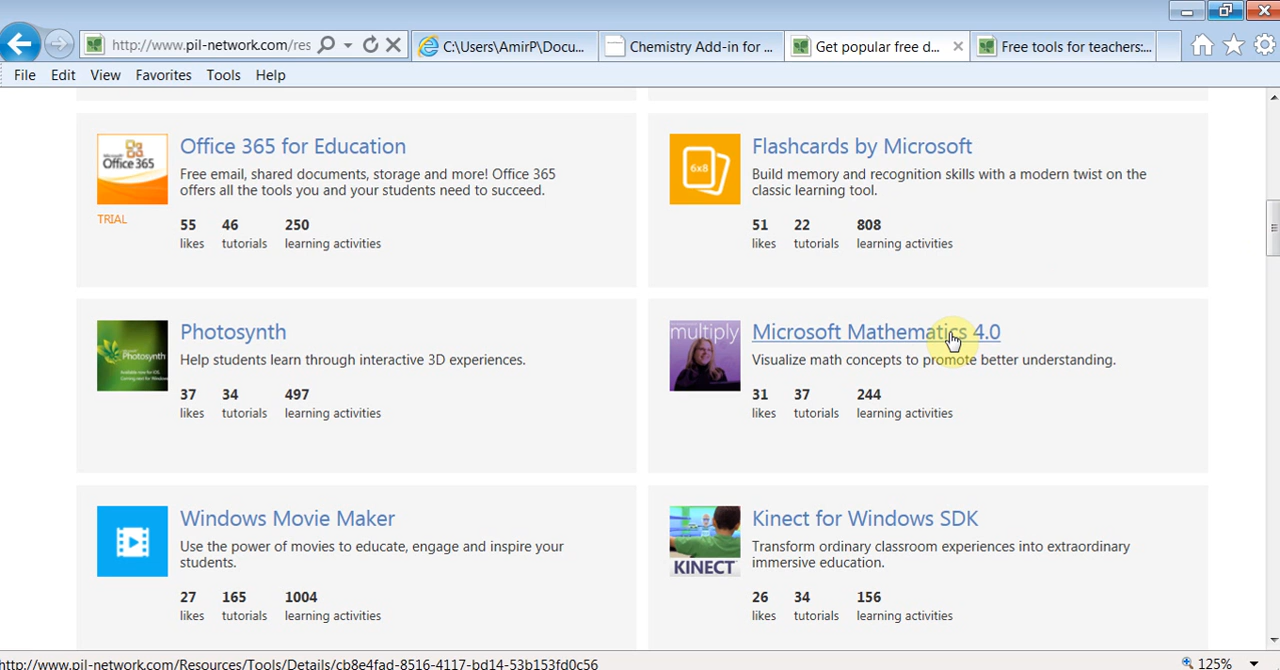 http://www.pil-network.com/res
C:\Users\AmirP\Docu...
Chemistry Add-in for ...
Get popular free d...
Free tools for teachers:...
File Edit View Favorites Tools Help
Office 365
TRIAL
Office 365 for Education
Free email, shared documents, storage and more! Office 365
offers all the tools you and your students need to succeed.
55 46 250
likes tutorials learning activities
6x8
Flashcards by Microsoft
Build memory and recognition skills with a modern twist on the
classic learning tool.
51 22 808
likes tutorials learning activities
Photosynth
Photosynth
Help students learn through interactive 3D experiences.
37 34 497
likes tutorials learning activities
multiply
Microsoft Mathematics 4.0
Visualize math concepts to promote better understanding.
31 37 244
likes tutorials learning activities
Windows Movie Maker
Use the power of movies to educate, engage and inspire your
students.
27 165 1004
likes tutorials learning activities
KINECT
Kinect for Windows SDK
Transform ordinary classroom experiences into extraordinary
immersive education.
26 34 156
likes tutorials learning activities
http://www.pil-network.com/Resources/Tools/Details/cb8e4fad-8516-4117-bd14-53b153fd0c56
125%